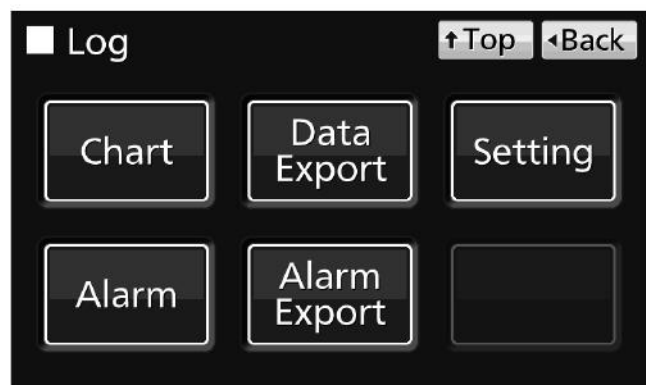 Log
↑Top
◂Back
Chart
Data
Export
Setting
Alarm
Alarm
Export